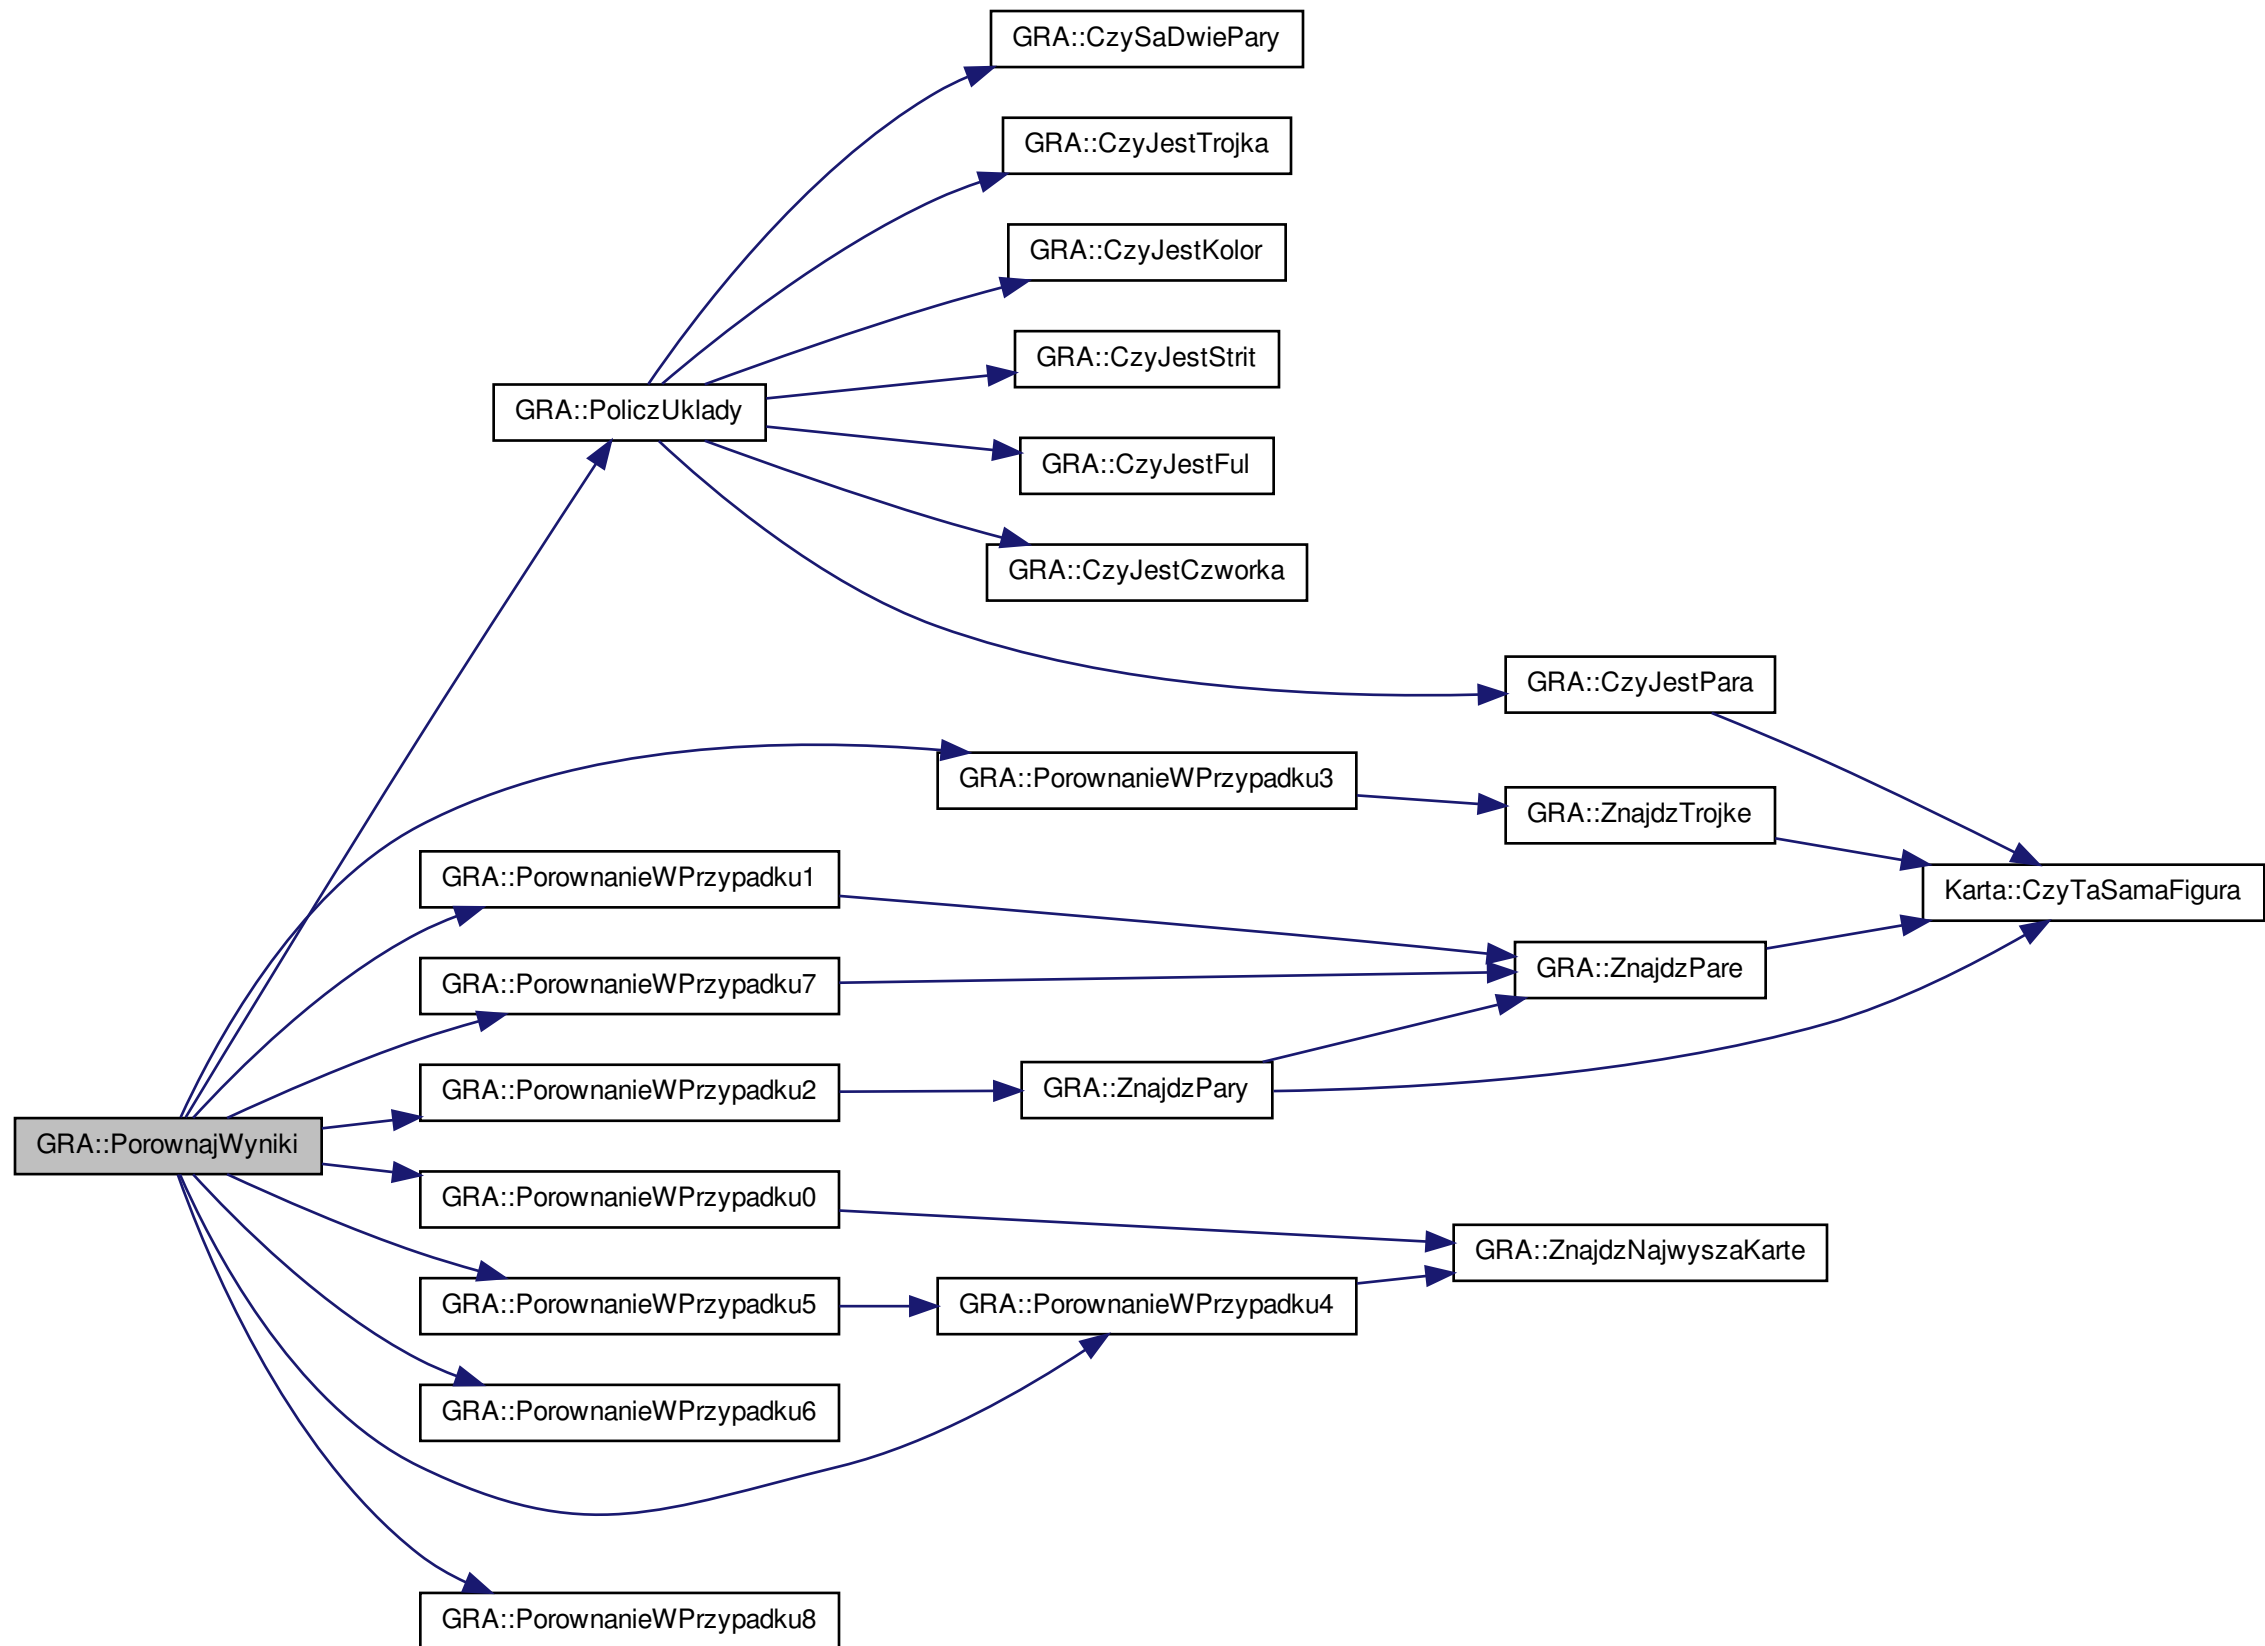 GRA::CzySaDwiePary
GRA::CzyJestTrojka
GRA::CzyJestKolor
GRA::CzyJestStrit
GRA::PoliczUklady
GRA::CzyJestFul
GRA::CzyJestCzworka
GRA::CzyJestPara
GRA::PorownanieWPrzypadku3
GRA::ZnajdzTrojke
GRA::PorownanieWPrzypadku1
Karta::CzyTaSamaFigura
GRA::ZnajdzPare
GRA::PorownanieWPrzypadku7
GRA::PorownanieWPrzypadku2
GRA::ZnajdzPary
GRA::PorownajWyniki
GRA::PorownanieWPrzypadku0
GRA::ZnajdzNajwyszaKarte
GRA::PorownanieWPrzypadku5
GRA::PorownanieWPrzypadku4
GRA::PorownanieWPrzypadku6
GRA::PorownanieWPrzypadku8